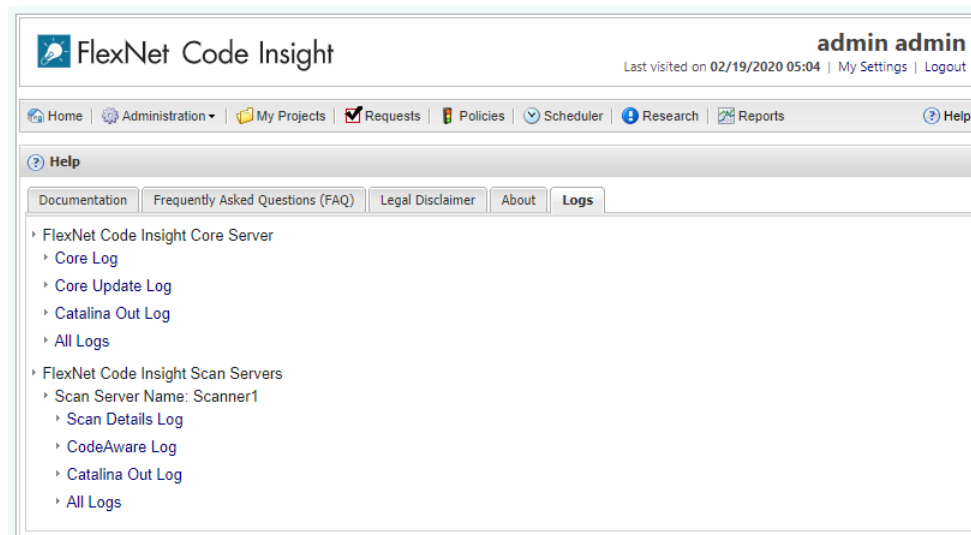 FlexNet Code Insight
admin admin
Last visited on 02/19/2020 05:04 | My Settings | Logout
Home | Administration | My Projects | Requests | Policies | Scheduler | Research | Reports Help
Help
Documentation Frequently Asked Questions (FAQ) Legal Disclaimer About Logs
FlexNet Code Insight Core Server
Core Log
Core Update Log
Catalina Out Log
All Logs
FlexNet Code Insight Scan Servers
Scan Server Name: Scanner1
Scan Details Log
CodeAware Log
Catalina Out Log
All Logs